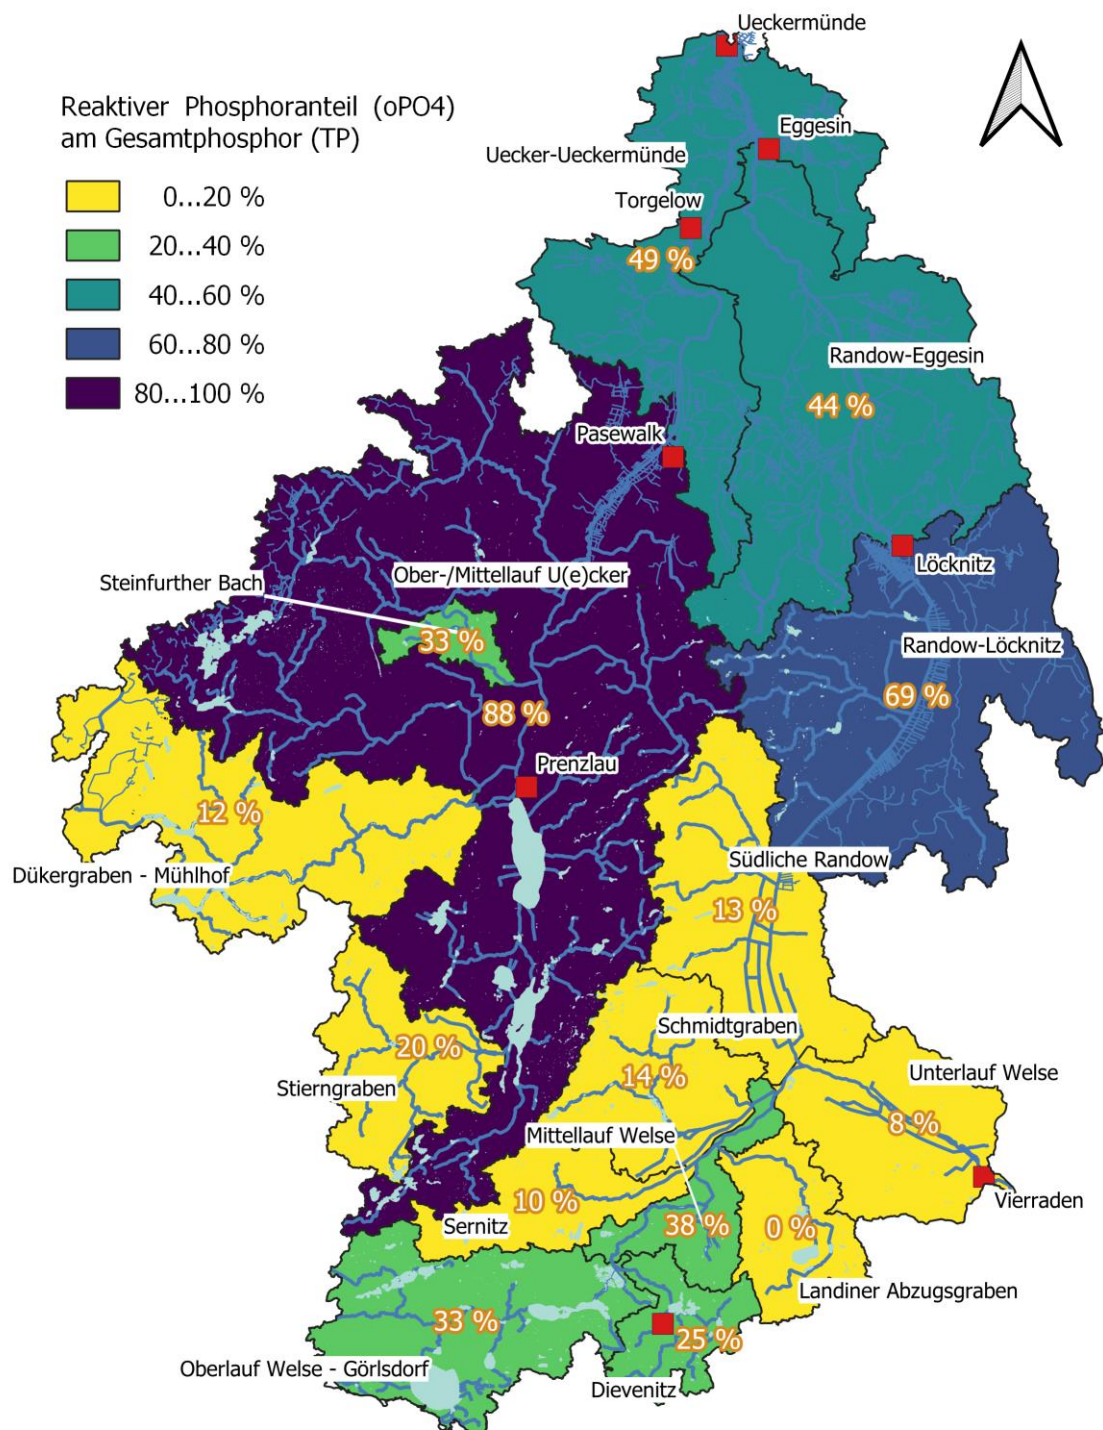 Ueckermünde
Reaktiver Phosphoranteil (oPO4)
am Gesamtphosphor (TP)
0...20 %
20...40 %
40...60 %
60...80 %
80...100 %
Eggesin
Uecker-Ueckermünde
Torgelow
49 %
Randow-Eggesin
44 %
Pasewalk
Löcknitz
Ober-/Mittellauf U(e)cker
Steinfurther Bach
33 %
Randow-Löcknitz
69 %
88 %
Prenzlau
12 %
Dükergraben - Mühlhof
Südliche Randow
13 %
Schmidtgraben
20 %
Stierngraben
14 %
Unterlauf Welse
8 %
Mittellauf Welse
Vierraden
10 %
Sernitz
38 %
0 %
Landiner Abzugsgraben
33 %
25 %
Oberlauf Welse - Görlsdorf
Dievenitz